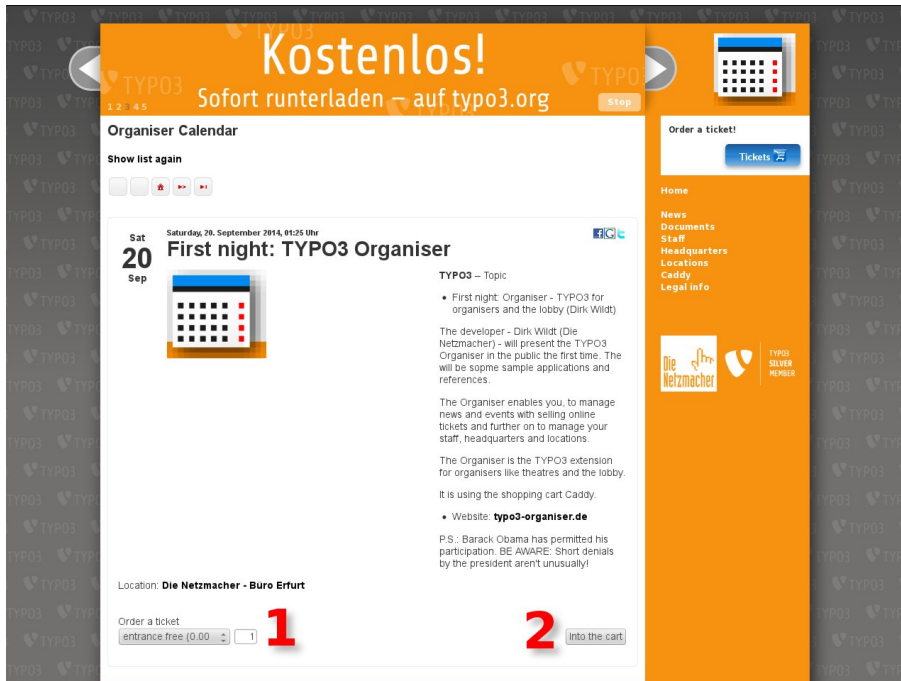 Kostenlos!
Sofort runterladen – auf typo3.org
1 2 3 4 5
Stop
Organiser Calendar
Show list again
Order a ticket!
Tickets
Home
News
Documents
Staff
Headquarters
Locations
Caddy
Legal info
Die
Netzmacher
TYPO3
SILVER
MEMBER
Sat
20
Sep
Saturday, 20. September 2014, 01:25 Uhr
First night: TYPO3 Organiser
TYPO3 – Topic
• First night: Organiser - TYPO3 for
organisers and the lobby (Dirk Wildt)
The developer - Dirk Wildt (Die
Netzmacher) - will present the TYPO3
Organiser in the public the first time. The
will be sopme sample applications and
references.
The Organiser enables you, to manage
news and events with selling online
tickets and further on to manage your
staff, headquarters and locations.
The Organiser is the TYPO3 extension
for organisers like theatres and the lobby.
It is using the shopping cart Caddy.
• Website: typo3-organiser.de
P.S.: Barack Obama has permitted his
participation. BE AWARE: Short denials
by the president aren't unusually!
Location: Die Netzmacher - Büro Erfurt
Order a ticket
entrance free (0.00
1
1
2
Into the cart